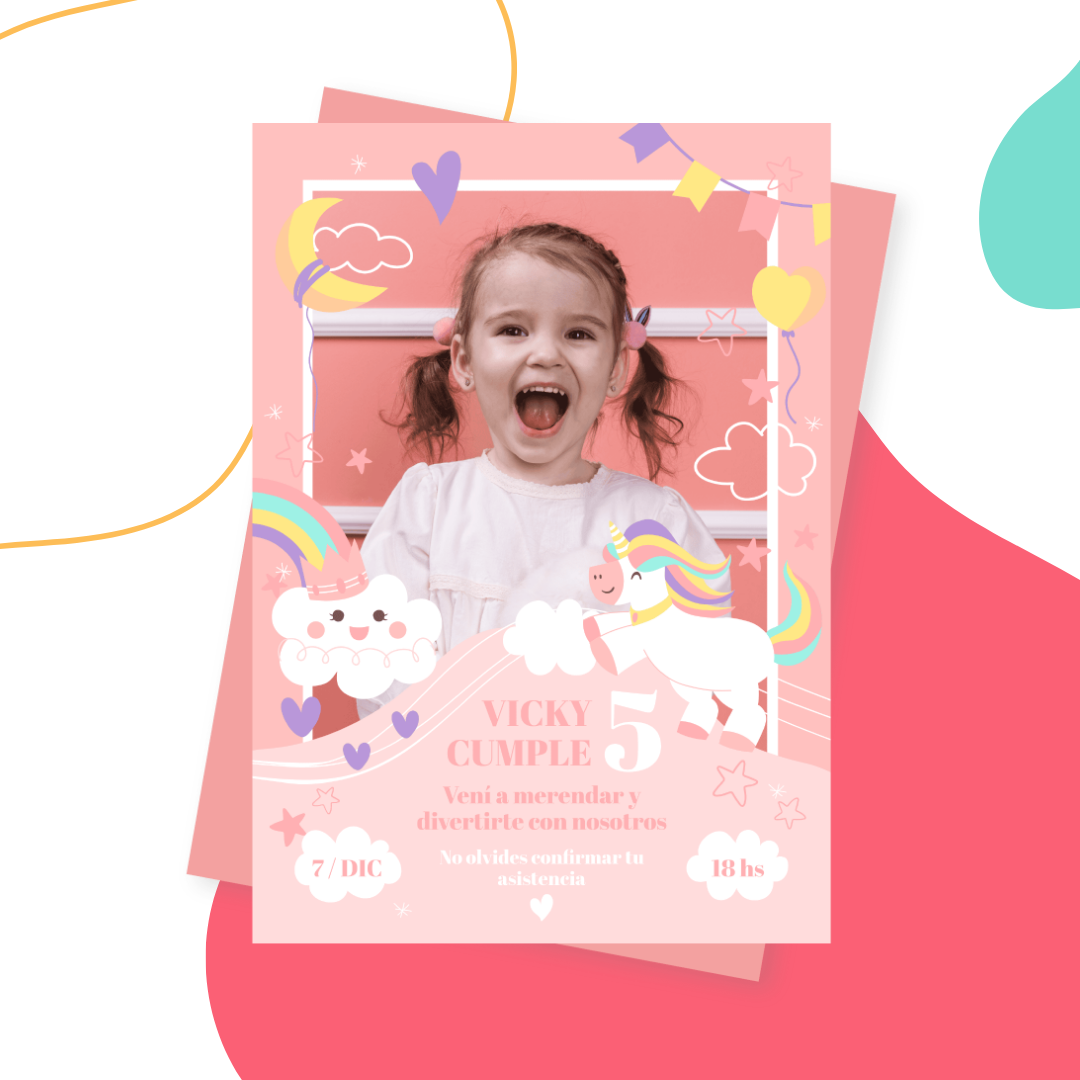 VICKY
CUMPLE 5
Vení a merendar y
divertirte con nosotros
No olvides confirmar tu
asistencia
7 / DIC
18 hs